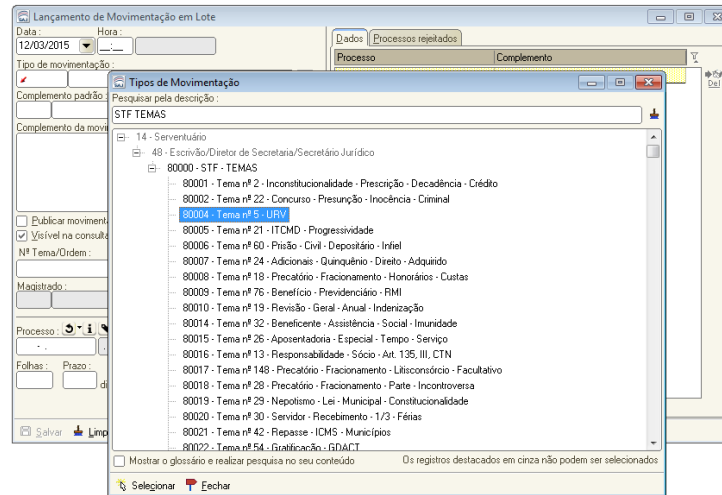 Lançamento de Movimentação em Lote
Data : Hora :
12/03/2015 __:__
Tipo de movimentação :
Complemento padrão :
Complemento da movi
Publicar moviment
Visível na consulta
Nº Tema/Ordem :
Magistrado :
Processo :
Folhas : Prazo :
di
Salvar Limp
Dados Processos rejeitados
Processo Complemento
Del
Tipos de Movimentação
Pesquisar pela descrição :
STF TEMAS
14 - Serventuário
48 - Escrivão/Diretor de Secretaria/Secretário Jurídico
80000 - STF - TEMAS
80001 - Tema nº 2 - Inconstitucionalidade - Prescrição - Decadência - Crédito
80002 - Tema nº 22 - Concurso - Presunção - Inocência - Criminal
80004 - Tema nº 5 - URV
80005 - Tema nº 21 - ITCMD - Progressividade
80006 - Tema nº 60 - Prisão - Civil - Depositário - Infiel
80007 - Tema nº 24 - Adicionais - Quinquênio - Direito - Adquirido
80008 - Tema nº 18 - Precatório - Fracionamento - Honorários - Custas
80009 - Tema nº 76 - Benefício - Previdenciário - RMI
80010 - Tema nº 19 - Revisão - Geral - Anual - Indenização
80014 - Tema nº 32 - Beneficente - Assistência - Social - Imunidade
80015 - Tema nº 26 - Aposentadoria - Especial - Tempo - Serviço
80016 - Tema nº 13 - Responsabilidade - Sócio - Art. 135, III, CTN
80017 - Tema nº 148 - Precatório - Fracionamento - Litisconsórcio - Facultativo
80018 - Tema nº 28 - Precatório - Fracionamento - Parte - Incontroversa
80019 - Tema nº 29 - Nepotismo - Lei - Municipal - Constitucionalidade
80020 - Tema nº 30 - Servidor - Recebimento - 1/3 - Férias
80021 - Tema nº 42 - Repasse - ICMS - Municípios
80022 - Tema nº 54 - Gratificação - GDACT
Mostrar o glossário e realizar pesquisa no seu conteúdo Os registros destacados em cinza não podem ser selecionados
Selecionar Fechar